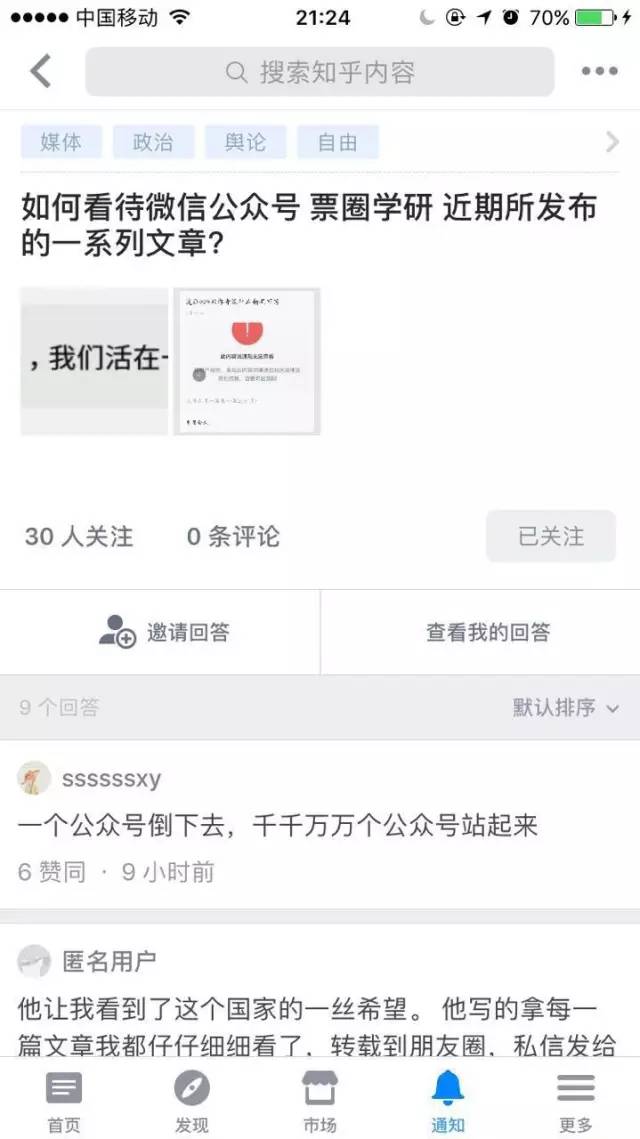 中国移动 21:24 70%
搜索知乎内容
媒体 政治 舆论 自由
如何看待微信公众号 票圈学研 近期所发布
的一系列文章?
，我们活在
30 人关注 0 条评论 已关注
邀请回答 查看我的回答
9 个回答 默认排序
ssssssxy
一个公众号倒下去，千千万万个公众号站起来
6 赞同 · 9 小时前
匿名用户
他让我看到了这个国家的一丝希望。 他写的拿每一
篇文章我都仔仔细细看了，转载到朋友圈，私信发给
首页 发现 市场 通知 更多